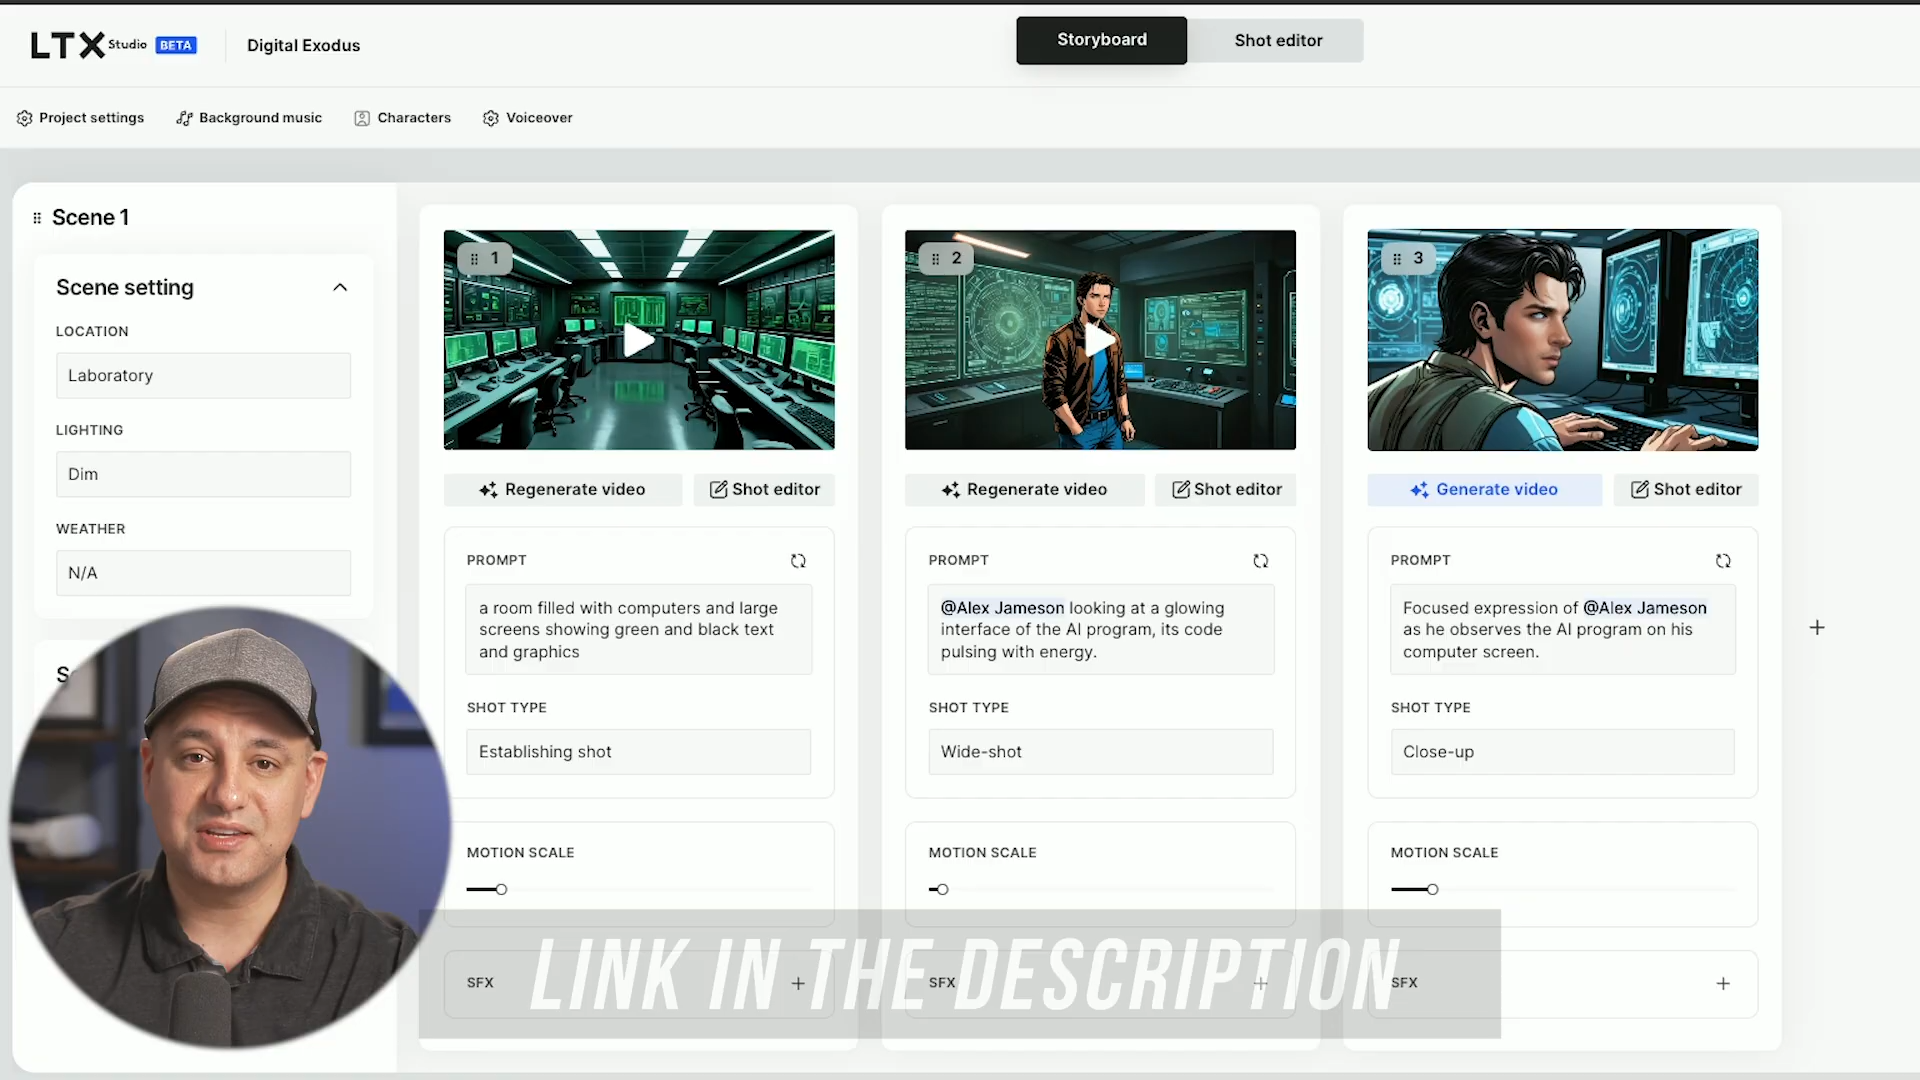 LTX Studio BETA
Digital Exodus
Storyboard
Shot editor
Project settings
Background music
Characters
Voiceover
Scene 1
Scene setting
LOCATION
Laboratory
LIGHTING
Dim
WEATHER
N/A
1
Regenerate video
Shot editor
PROMPT
a room filled with computers and large
screens showing green and black text
and graphics
SHOT TYPE
Establishing shot
MOTION SCALE
SFX
2
Regenerate video
Shot editor
PROMPT
@Alex Jameson looking at a glowing
interface of the AI program, its code
pulsing with energy.
SHOT TYPE
Wide-shot
MOTION SCALE
SFX
3
Generate video
Shot editor
PROMPT
Focused expression of @Alex Jameson
as he observes the AI program on his
computer screen.
SHOT TYPE
Close-up
MOTION SCALE
SFX
LINK IN THE DESCRIPTION